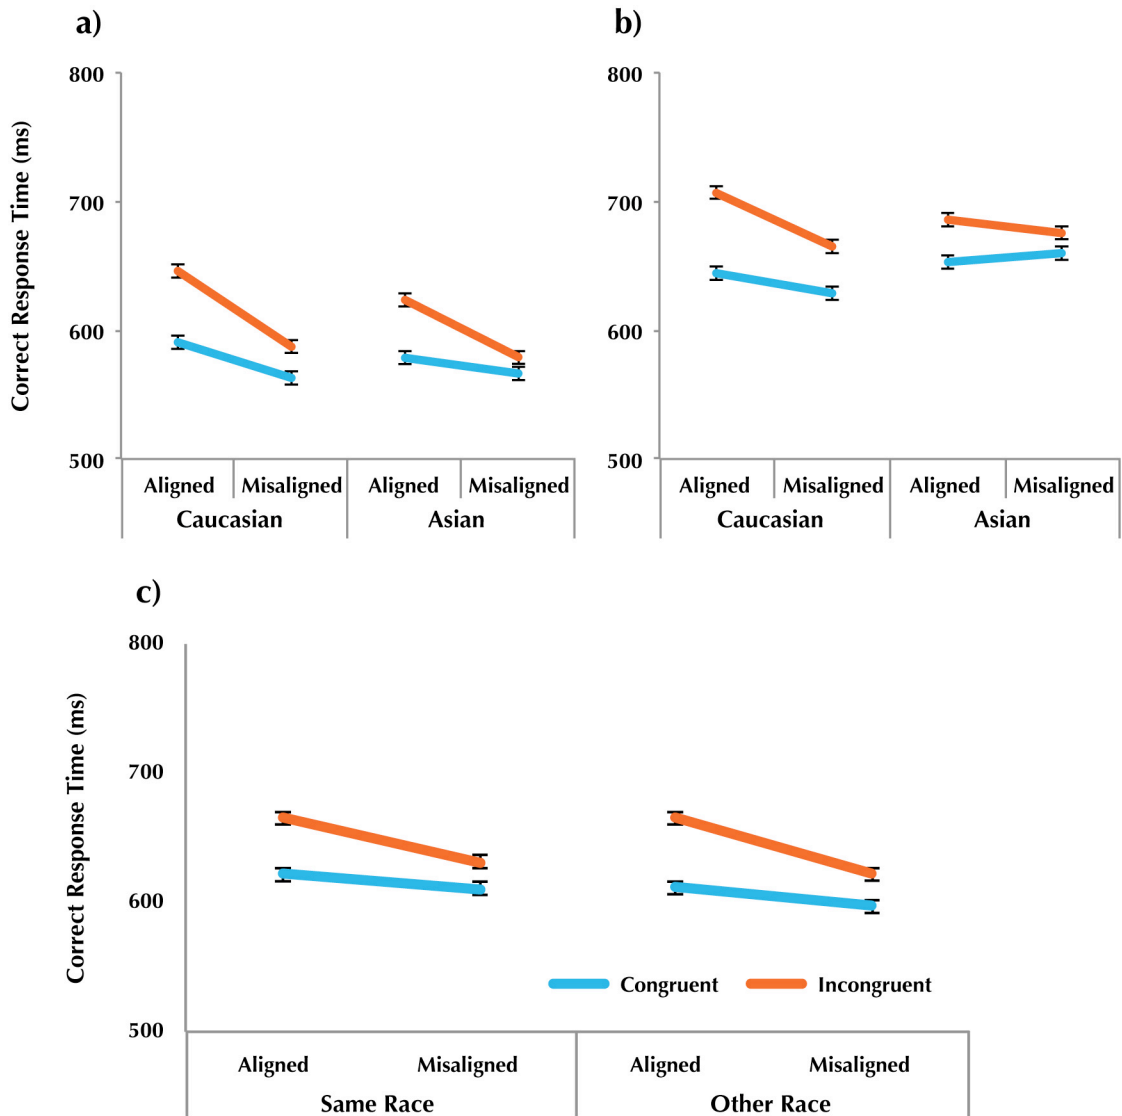 a)
b)
Correct Response Time (ms)
800
700
600
500
Aligned Misaligned Aligned Misaligned
Caucasian Asian
800
700
600
500
Aligned Misaligned Aligned Misaligned
Caucasian Asian
c)
Correct Response Time (ms)
800
700
600
500
Congruent Incongruent
Aligned Misaligned Aligned Misaligned
Same Race Other Race